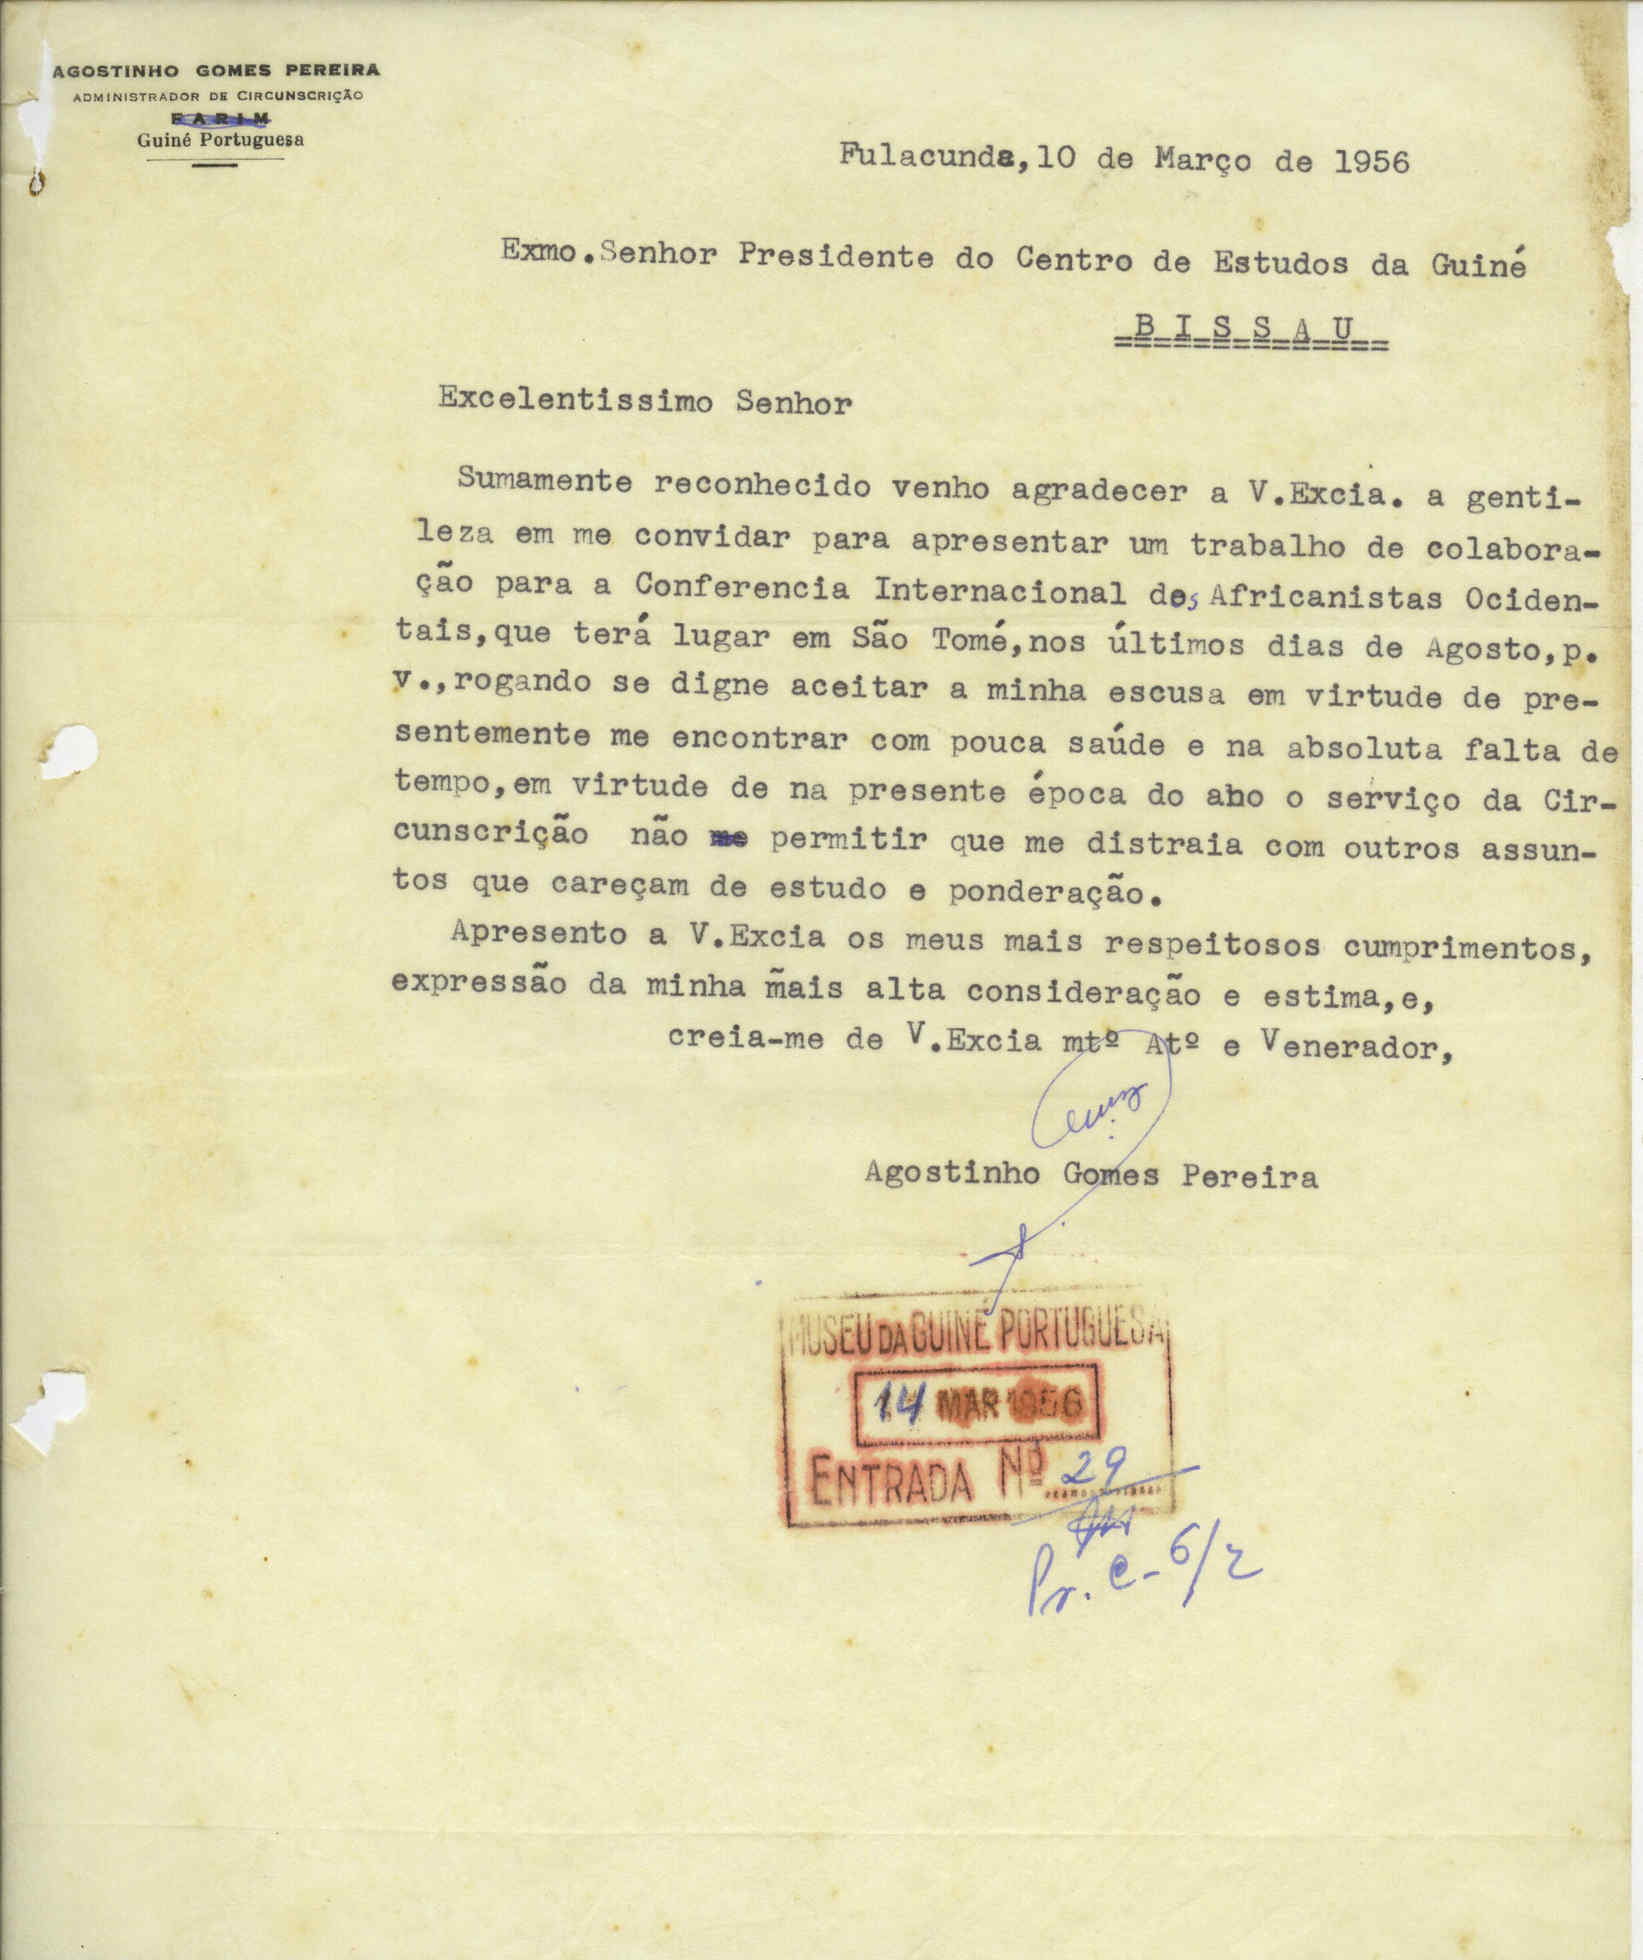 AGOSTINHO GOMES PEREIRA
ADMINISTRADOR DE CIRCUNSCRIÇÃO
FARIM
Guiné Portuguesa
Fulacunda,10 de Março de 1956
Exmo.Senhor Presidente do Centro de Estudos da Guiné
B I S S A U
Excelentissimo Senhor
Sumamente reconhecido venho agradecer a V.Excia. a genti-
leza em me convidar para apresentar um trabalho de colabora-
ção para a Conferencia Internacional dos Africanistas Ociden-
tais,que terá lugar em São Tomé,nos últimos dias de Agosto,p.
v.,rogando se digne aceitar a minha escusa em virtude de pre-
sentemente me encontrar com pouca saúde e na absoluta falta de
tempo,em virtude de na presente época do ano o serviço da Cir-
cunscrição não me permitir que me distraia com outros assun-
tos que careçam de estudo e ponderação.
Apresento a V.Excia os meus mais respeitosos cumprimentos,
expressão da minha mais alta consideração e estima,e,
creia-me de V.Excia mtº Atº e Venerador,
Agostinho Gomes Pereira
MUSEU DA GUINÉ PORTUGUESA
14 MAR 1956
ENTRADA Nº 29
Pr. C-6/2